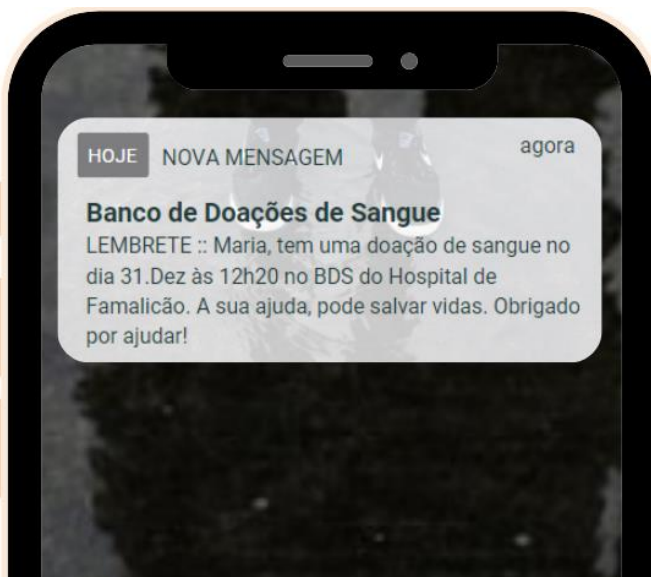 HOJE NOVA MENSAGEM agora
Banco de Doações de Sangue
LEMBRETE :: Maria, tem uma doação de sangue no
dia 31.Dez às 12h20 no BDS do Hospital de
Famalicão. A sua ajuda, pode salvar vidas. Obrigado
por ajudar!